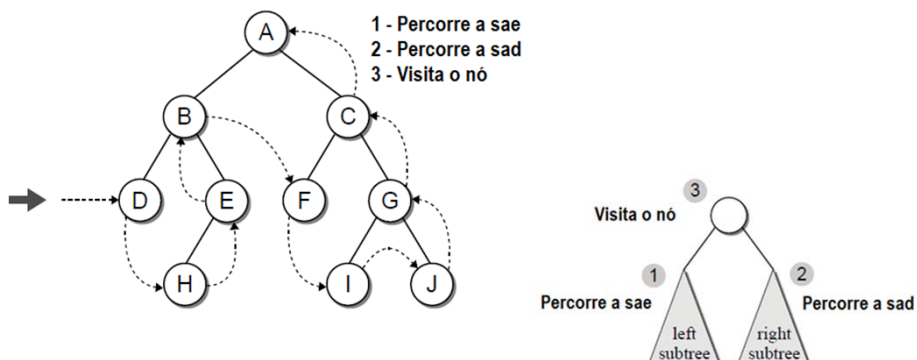 A
1 - Percorre a sae
2 - Percorre a sad
3 - Visita o nó
B
C
D
E
F
G
H
I
J
3
Visita o nó
1
2
Percorre a sae
Percorre a sad
left
subtree
right
subtree